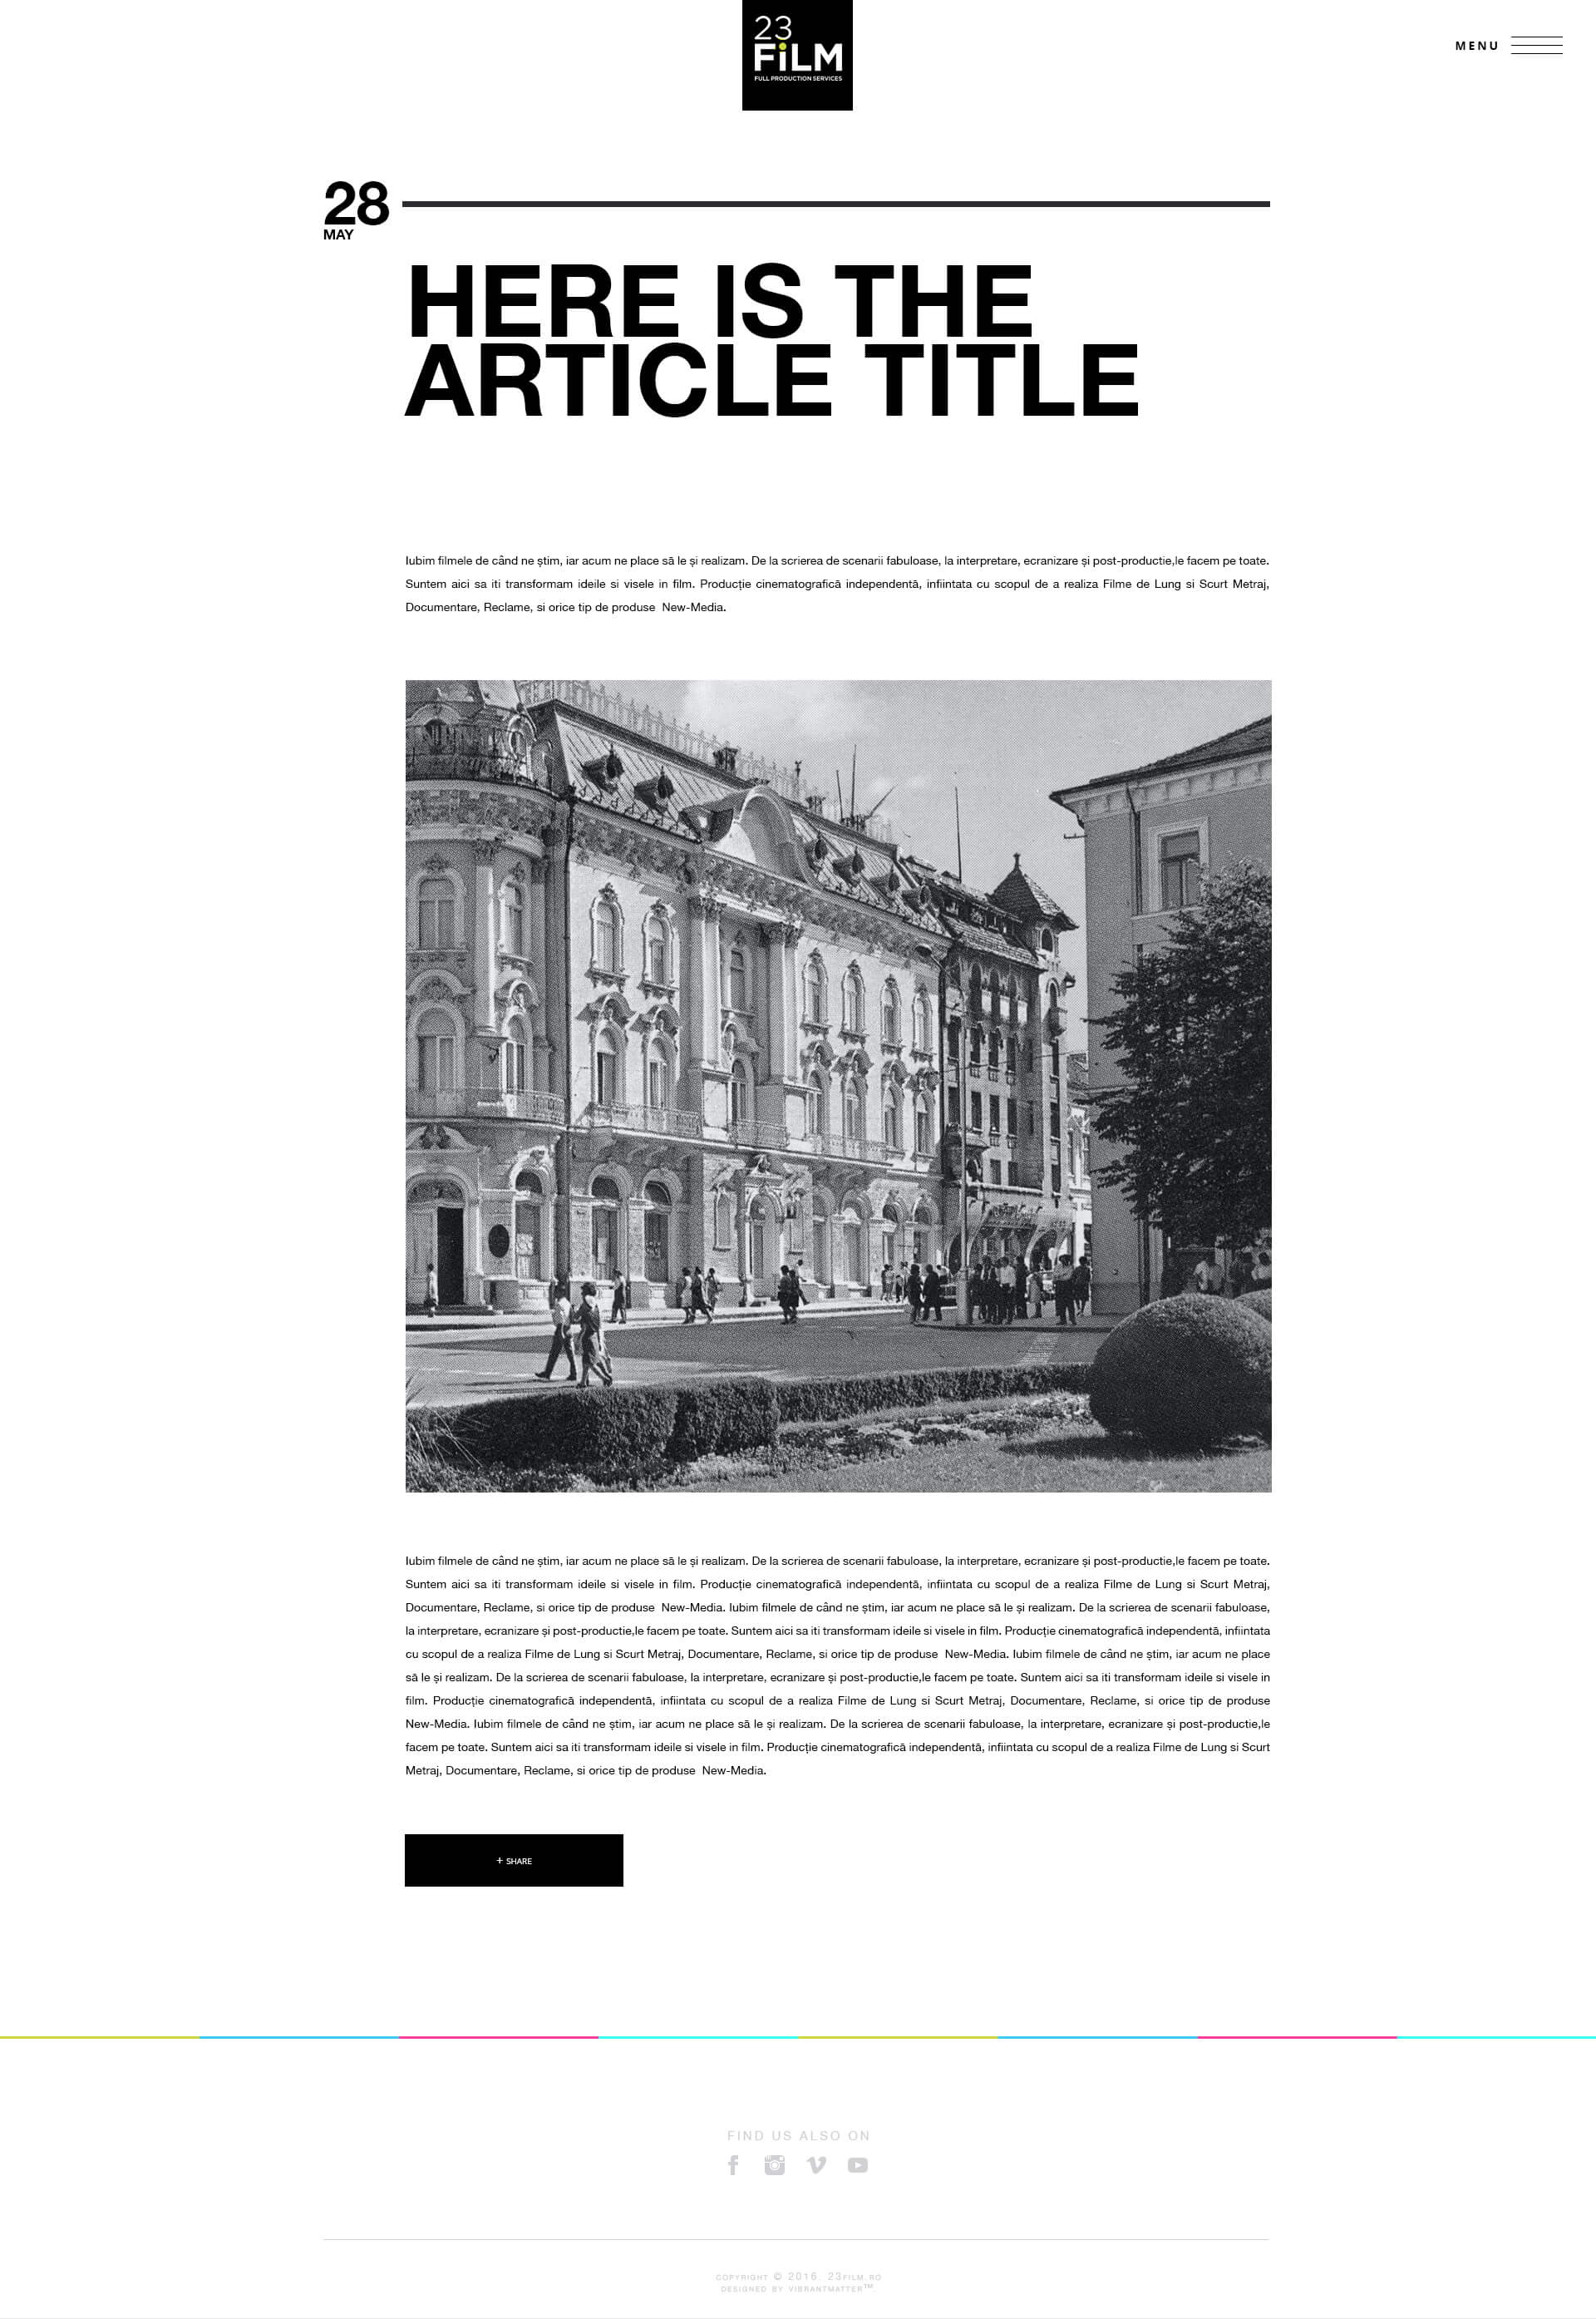 23
FiLM
FULL PRODUCTION SERVICES
MENU
28
MAY
HERE IS THE
ARTICLE TITLE
Iubim filmele de când ne știm, iar acum ne place să le și realizam. De la scrierea de scenarii fabuloase, la interpretare, ecranizare și post-productie,le facem pe toate.
Suntem aici sa iti transformam ideile si visele in film. Producție cinematografică independentă, infiintata cu scopul de a realiza Filme de Lung si Scurt Metraj,
Documentare, Reclame, si orice tip de produse  New-Media.
Iubim filmele de când ne știm, iar acum ne place să le și realizam. De la scrierea de scenarii fabuloase, la interpretare, ecranizare și post-productie,le facem pe toate.
Suntem aici sa iti transformam ideile si visele in film. Producție cinematografică independentă, infiintata cu scopul de a realiza Filme de Lung si Scurt Metraj,
Documentare, Reclame, si orice tip de produse  New-Media. Iubim filmele de când ne știm, iar acum ne place să le și realizam. De la scrierea de scenarii fabuloase,
la interpretare, ecranizare și post-productie,le facem pe toate. Suntem aici sa iti transformam ideile si visele in film. Producție cinematografică independentă, infiintata
cu scopul de a realiza Filme de Lung si Scurt Metraj, Documentare, Reclame, si orice tip de produse  New-Media. Iubim filmele de când ne știm, iar acum ne place
să le și realizam. De la scrierea de scenarii fabuloase, la interpretare, ecranizare și post-productie,le facem pe toate. Suntem aici sa iti transformam ideile si visele in
film. Producție cinematografică independentă, infiintata cu scopul de a realiza Filme de Lung si Scurt Metraj, Documentare, Reclame, si orice tip de produse
New-Media. Iubim filmele de când ne știm, iar acum ne place să le și realizam. De la scrierea de scenarii fabuloase, la interpretare, ecranizare și post-productie,le
facem pe toate. Suntem aici sa iti transformam ideile si visele in film. Producție cinematografică independentă, infiintata cu scopul de a realiza Filme de Lung si Scurt
Metraj, Documentare, Reclame, si orice tip de produse  New-Media.
+ SHARE
FIND US ALSO ON
COPYRIGHT © 2016. 23FILM.RO
DESIGNED BY VIBRANTMATTER™